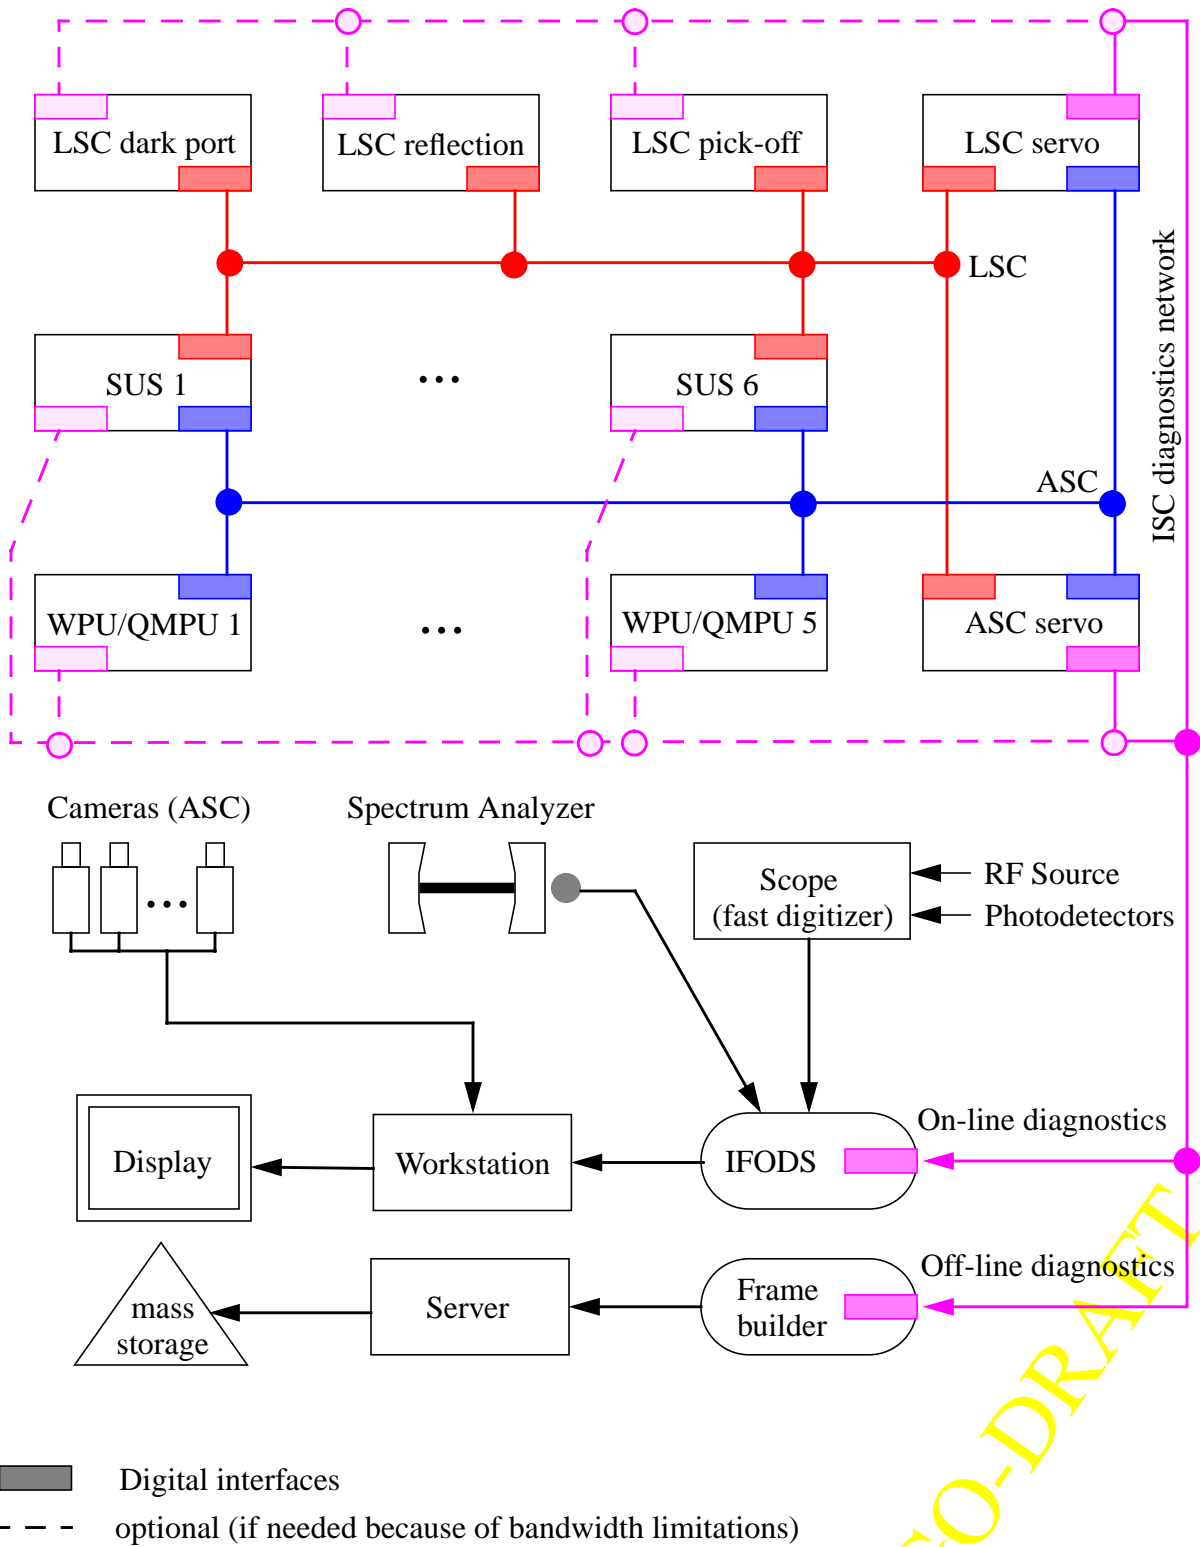 LSC dark port
LSC reflection
LSC pick-off
LSC servo
LSC
SUS 1
...
SUS 6
ISC diagnostics network
ASC
WPU/QMPU 1
...
WPU/QMPU 5
ASC servo
Cameras (ASC)
Spectrum Analyzer
...
Scope
(fast digitizer)
RF Source
Photodetectors
On-line diagnostics
Display
Workstation
IFODS
Off-line diagnostics
mass
storage
Server
Frame
builder
Digital interfaces
optional (if needed because of bandwidth limitations)
O-DRAFT